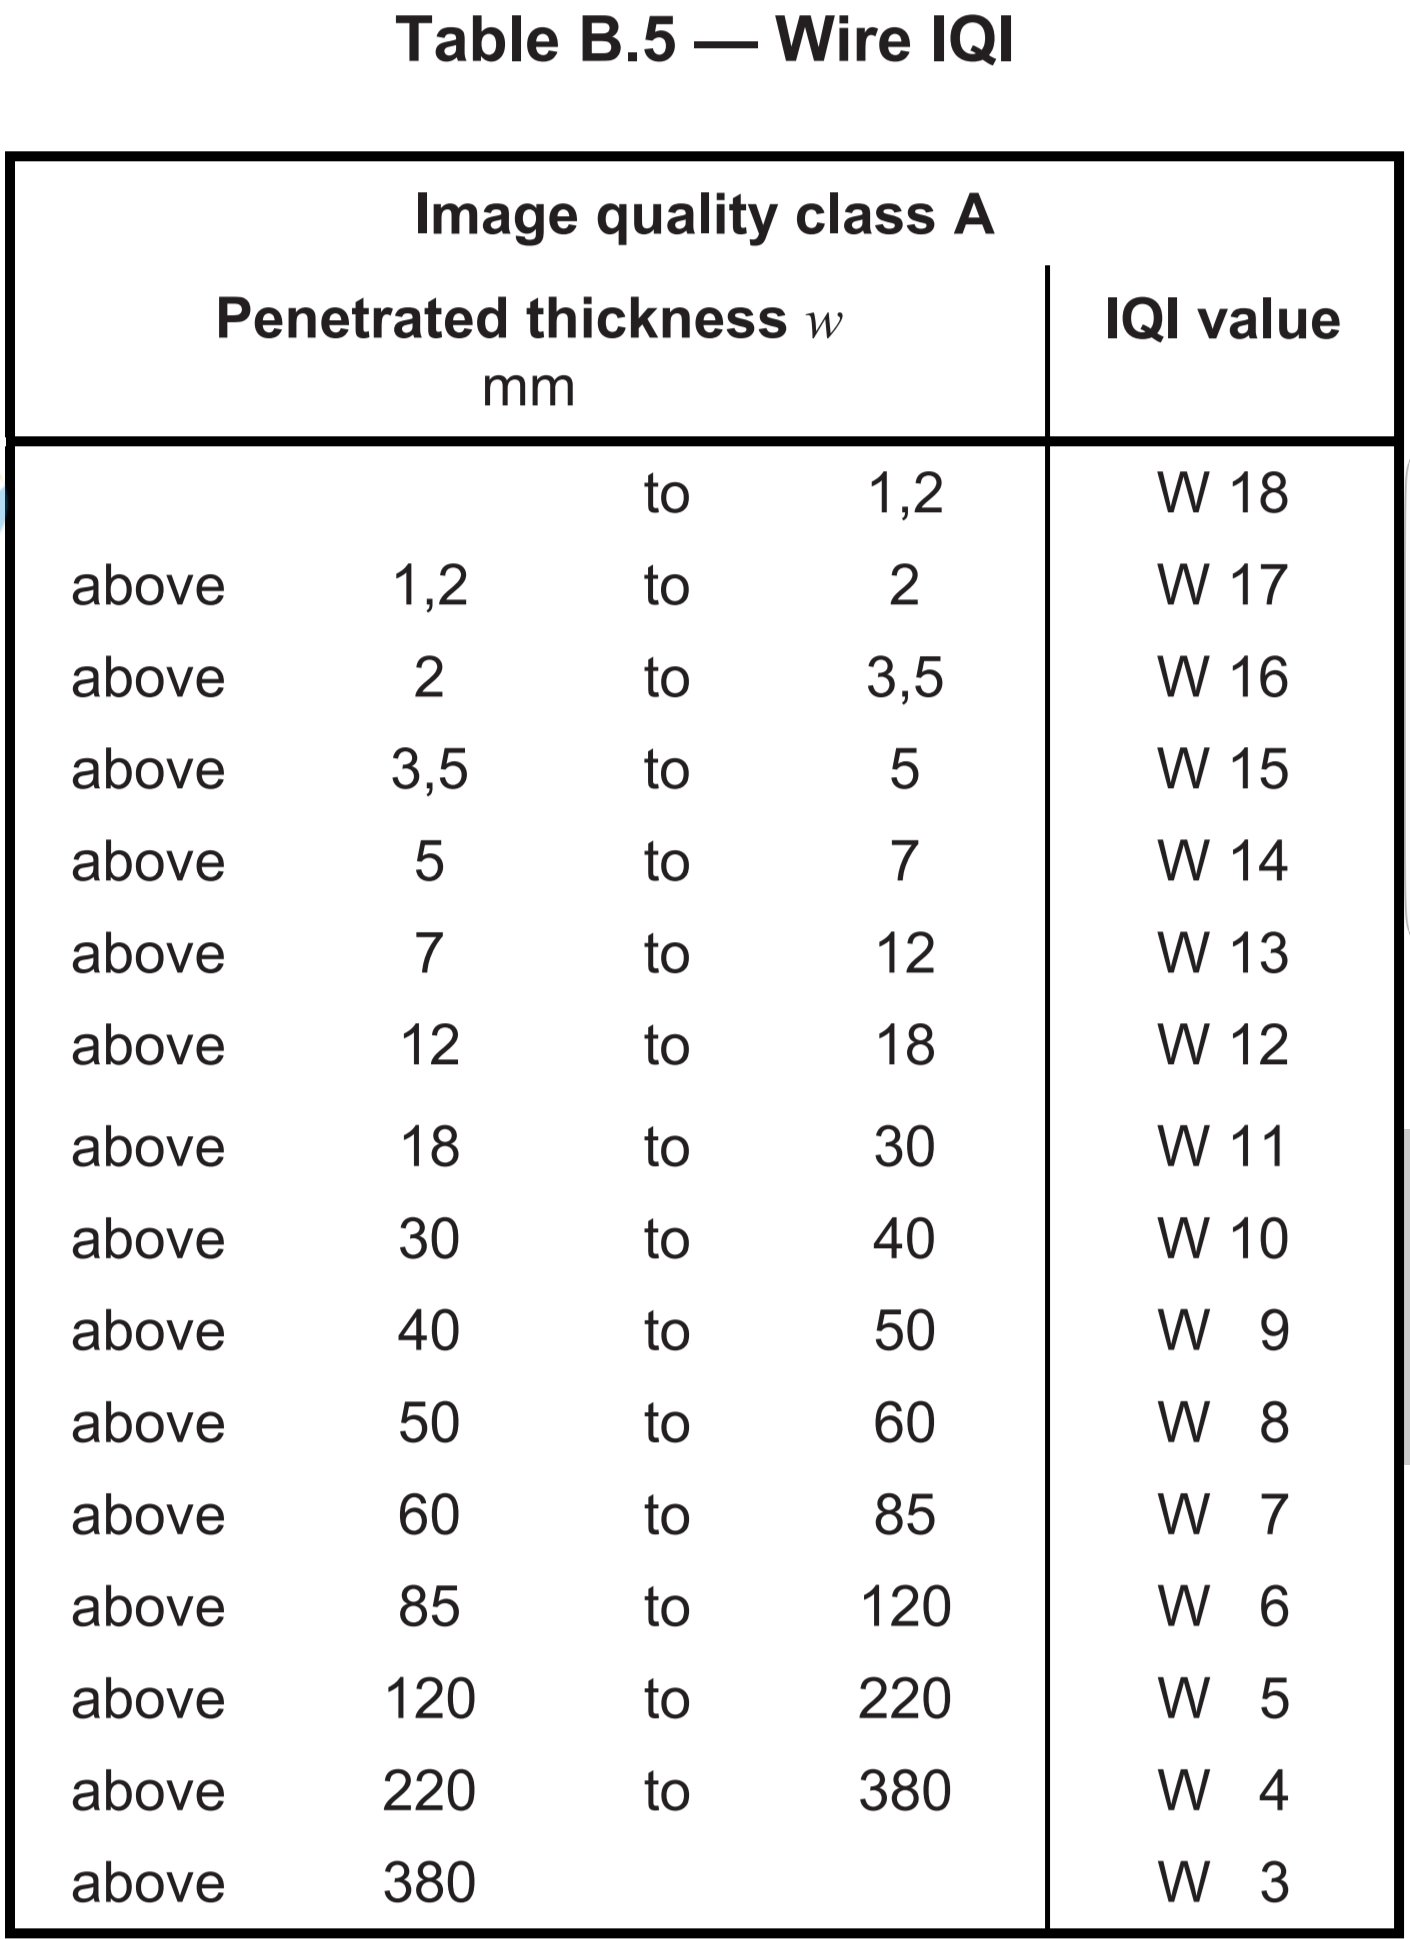 Table B.5 — Wire IQI
Image quality class A
Penetrated thickness w IQI value
mm
to 1,2 W 18
above 1,2 to 2 W 17
above 2 to 3,5 W 16
above 3,5 to 5 W 15
above 5 to 7 W 14
above 7 to 12 W 13
above 12 to 18 W 12
above 18 to 30 W 11
above 30 to 40 W 10
above 40 to 50 W 9
above 50 to 60 W 8
above 60 to 85 W 7
above 85 to 120 W 6
above 120 to 220 W 5
above 220 to 380 W 4
above 380 W 3